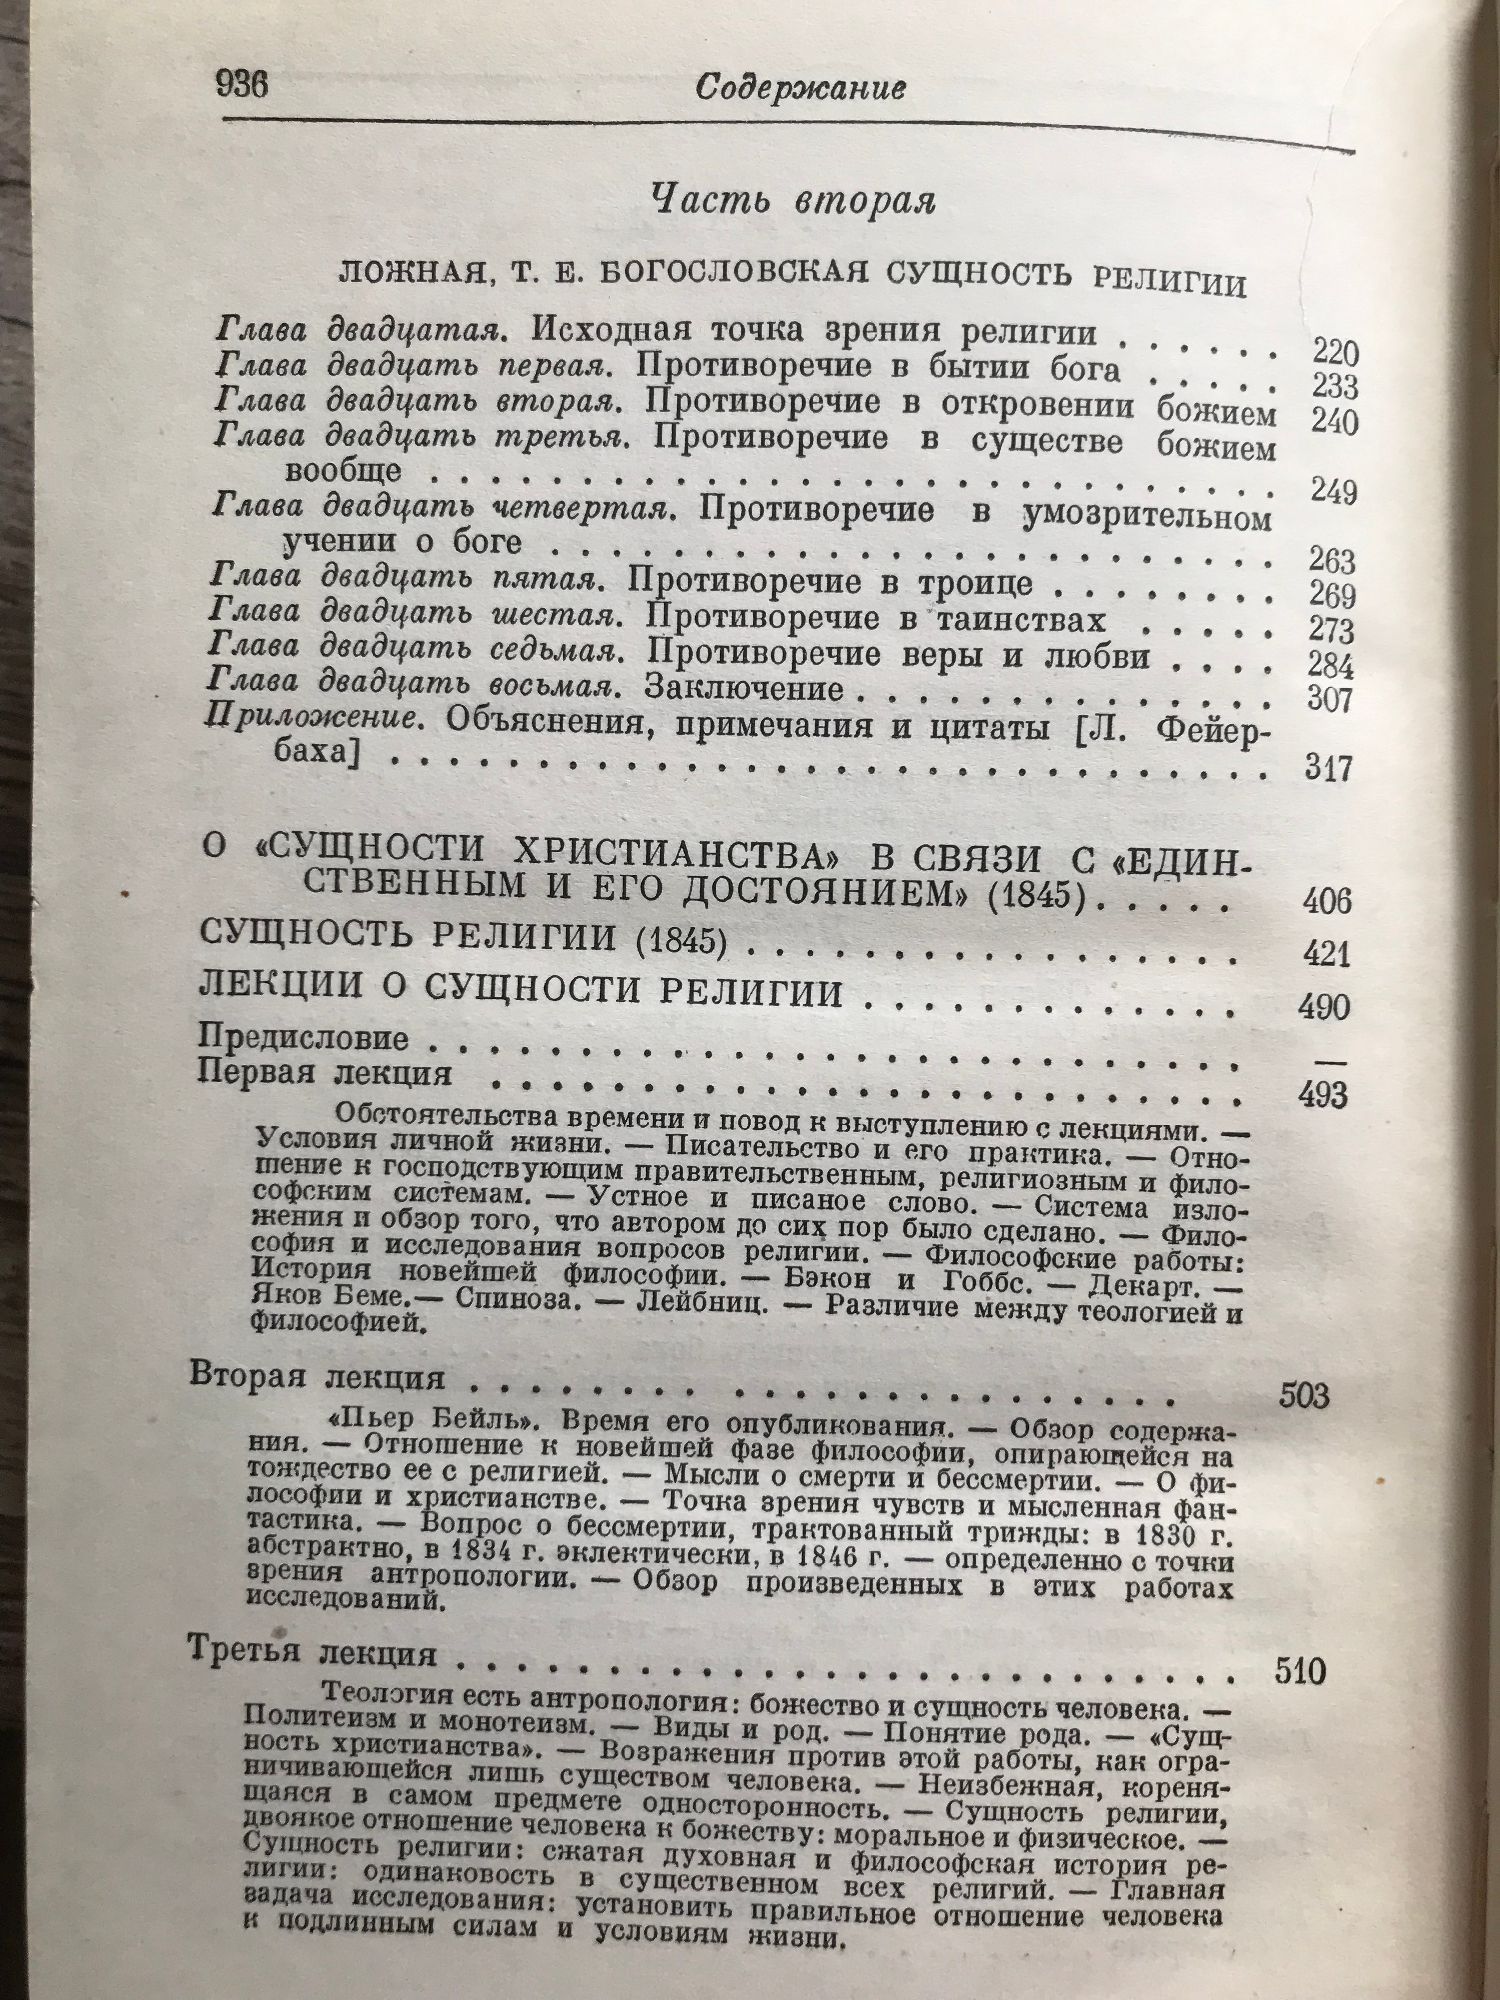 936
Содержание
Часть вторая
ЛОЖНАЯ, Т. Е. БОГОСЛОВСКАЯ СУЩНОСТЬ РЕЛИГИИ
Глава двадцатая. Исходная точка зрения религии . . . . . . 220
Глава двадцать первая. Противоречие в бытии бога . . . . . 233
Глава двадцать вторая. Противоречие в откровении божием 240
Глава двадцать третья. Противоречие в существе божием
вообще . . . . . . . . . . . . . . . . . . . . . . . . . . . . 249
Глава двадцать четвертая. Противоречие в умозрительном
учении о боге . . . . . . . . . . . . . . . . . . . . . . . . 263
Глава двадцать пятая. Противоречие в троице . . . . . . . . 269
Глава двадцать шестая. Противоречие в таинствах . . . . . 273
Глава двадцать седьмая. Противоречие веры и любви . . . . 284
Глава двадцать восьмая. Заключение . . . . . . . . . . . . . . 307
Приложение. Объяснения, примечания и цитаты [Л. Фейер-
баха] . . . . . . . . . . . . . . . . . . . . . . . . . . . . . . 317
О «СУЩНОСТИ ХРИСТИАНСТВА» В СВЯЗИ С «ЕДИН-
СТВЕННЫМ И ЕГО ДОСТОЯНИЕМ» (1845) . . . . . 406
СУЩНОСТЬ РЕЛИГИИ (1845) . . . . . . . . . . . . . . . . . 421
ЛЕКЦИИ О СУЩНОСТИ РЕЛИГИИ . . . . . . . . . . . . . 490
Предисловие . . . . . . . . . . . . . . . . . . . . . . . . . . . —
Первая лекция . . . . . . . . . . . . . . . . . . . . . . . . . 493
Обстоятельства времени и повод к выступлению с лекциями. —
Условия личной жизни. — Писательство и его практика. — Отно-
шение к господствующим правительственным, религиозным и фило-
софским системам. — Устное и писаное слово. — Система изло-
жения и обзор того, что автором до сих пор было сделано. — Фило-
софия и исследования вопросов религии. — Философские работы:
История новейшей философии. — Бэкон и Гоббс. — Декарт. —
Яков Беме.— Спиноза. — Лейбниц. — Различие между теологией и
философией.
Вторая лекция . . . . . . . . . . . . . . . . . . . . . . . 503
«Пьер Бейль». Время его опубликования. — Обзор содержа-
ния. — Отношение к новейшей фазе философии, опирающейся на
тождество ее с религией. — Мысли о смерти и бессмертии. — О фи-
лософии и христианстве. — Точка зрения чувств и мысленная фан-
тастика. — Вопрос о бессмертии, трактованный трижды: в 1830 г.
абстрактно, в 1834 г. эклектически, в 1846 г. — определенно с точки
зрения антропологии. — Обзор произведенных в этих работах
исследований.
Третья лекция . . . . . . . . . . . . . . . . . . . . . . . . . 510
Теология есть антропология: божество и сущность человека. —
Политеизм и монотеизм. — Виды и род. — Понятие рода. — «Сущ-
ность христианства». — Возражения против этой работы, как огра-
ничивающейся лишь существом человека. — Неизбежная, кореня-
щаяся в самом предмете односторонность. — Сущность религии,
двоякое отношение человека к божеству: моральное и физическое. —
Сущность религии: сжатая духовная и философская история ре-
лигии: одинаковость в существенном всех религий. — Главная
задача исследования: установить правильное отношение человека
к подлинным силам и условиям жизни.